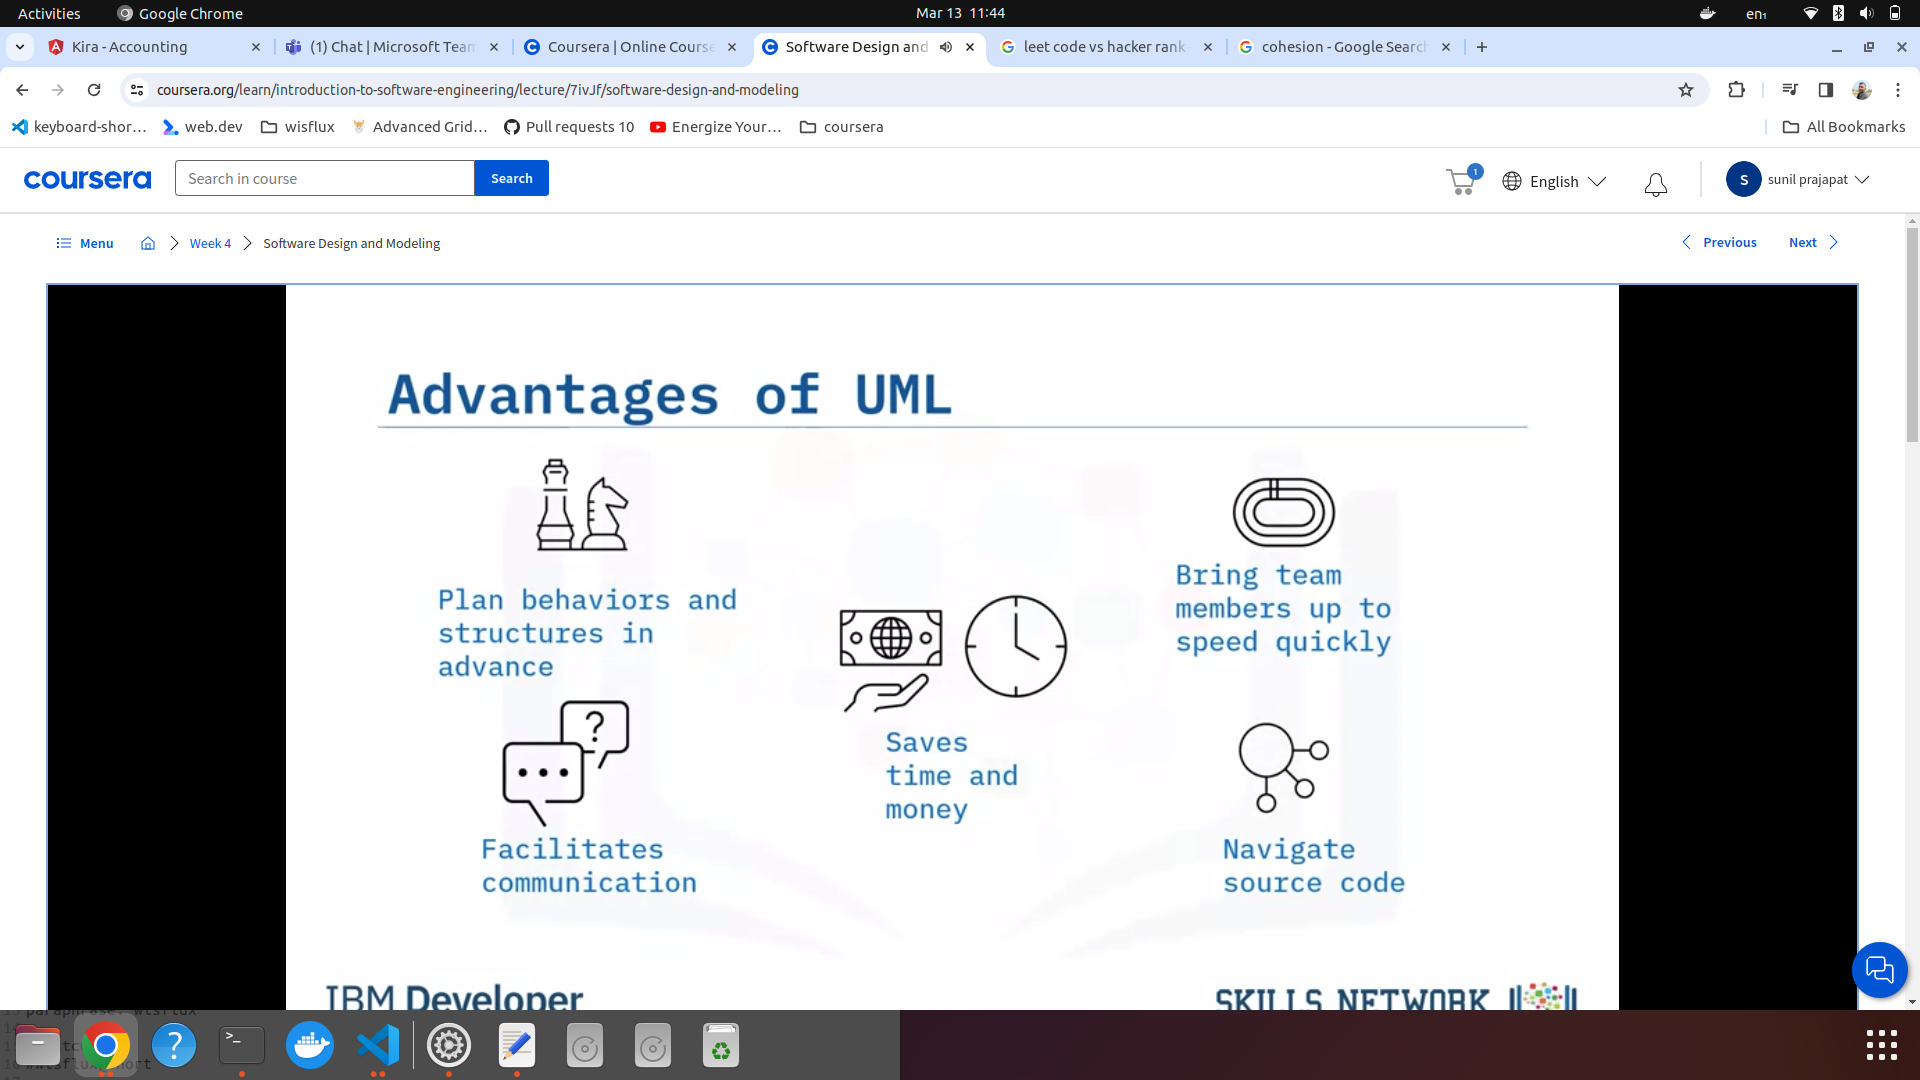 Activities
Google Chrome
Mar 13 11:44
en₁
Kira - Accounting
(1) Chat | Microsoft Team
Coursera | Online Course
Software Design and
leet code vs hacker rank
cohesion - Google Search
coursera.org/learn/introduction-to-software-engineering/lecture/7ivJf/software-design-and-modeling
keyboard-shor…
web.dev
wisflux
Advanced Grid…
Pull requests 10
Energize Your…
coursera
All Bookmarks
coursera
Search in course
Search
1
English
S
sunil prajapat
Menu
Week 4
Software Design and Modeling
Previous
Next
Advantages of UML
Plan behaviors and
structures in
advance
Bring team
members up to
speed quickly
Saves
time and
money
Facilitates
communication
Navigate
source code
IBM Developer
SKILLS NETWORK